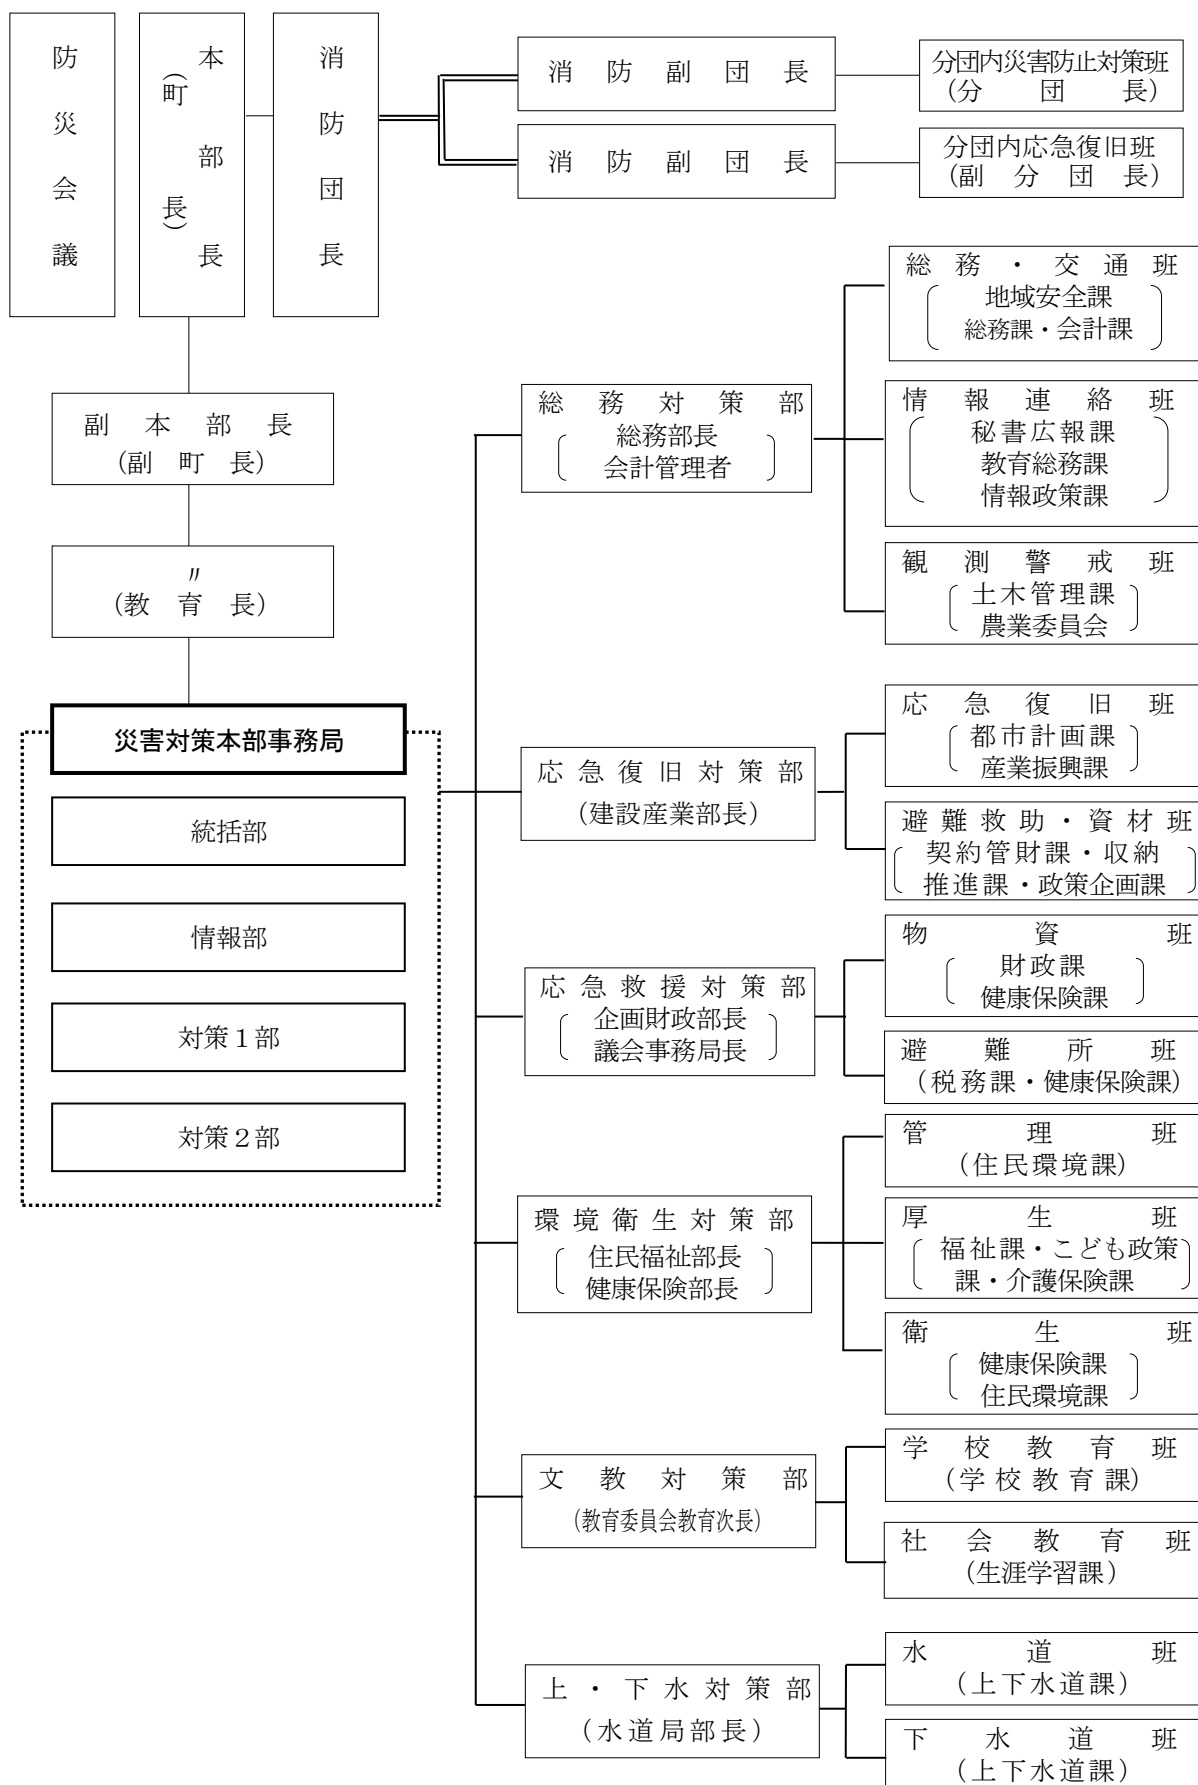 防災会議
本部長
(町長)
消防団長
消防副団長
分団内災害防止対策班
(分団長)
消防副団長
分団内応急復旧班
(副分団長)
副本部長
(副町長)
〃
(教育長)
災害対策本部事務局
統括部
情報部
対策１部
対策２部
総務対策部
総務部長
会計管理者
総務・交通班
地域安全課
総務課・会計課
情報連絡班
秘書広報課
教育総務課
情報政策課
観測警戒班
土木管理課
農業委員会
応急復旧対策部
(建設産業部長)
応急復旧班
都市計画課
産業振興課
避難救助・資材班
契約管財課・収納
推進課・政策企画課
応急救援対策部
企画財政部長
議会事務局長
物資班
財政課
健康保険課
避難所班
(税務課・健康保険課)
環境衛生対策部
住民福祉部長
健康保険部長
管理班
(住民環境課)
厚生班
福祉課・こども政策
課・介護保険課
衛生班
健康保険課
住民環境課
文教対策部
(教育委員会教育次長)
学校教育班
(学校教育課)
社会教育班
(生涯学習課)
上・下水対策部
(水道局部長)
水道班
(上下水道課)
下水道班
(上下水道課)